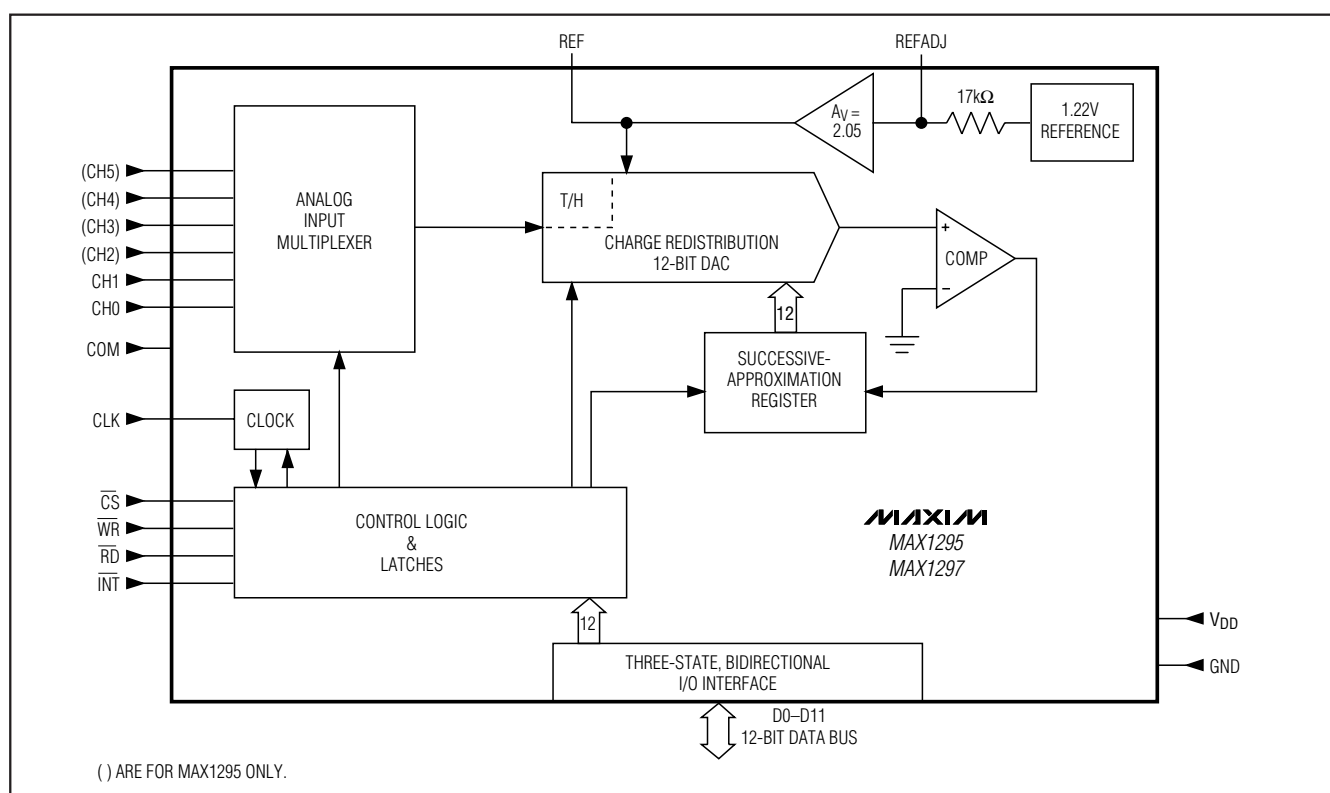 REF
REFADJ
17kΩ
1.22V
REFERENCE
AV =
2.05
(CH5)
(CH4)
(CH3)
(CH2)
CH1
CH0
COM
ANALOG
INPUT
MULTIPLEXER
T/H
CHARGE REDISTRIBUTION
12-BIT DAC
+
COMP
−
12
SUCCESSIVE-
APPROXIMATION
REGISTER
CLK
CLOCK
CS
WR
RD
INT
CONTROL LOGIC
&
LATCHES
MAXIM
MAX1295
MAX1297
12
THREE-STATE, BIDIRECTIONAL
I/O INTERFACE
VDD
GND
D0–D11
12-BIT DATA BUS
( ) ARE FOR MAX1295 ONLY.